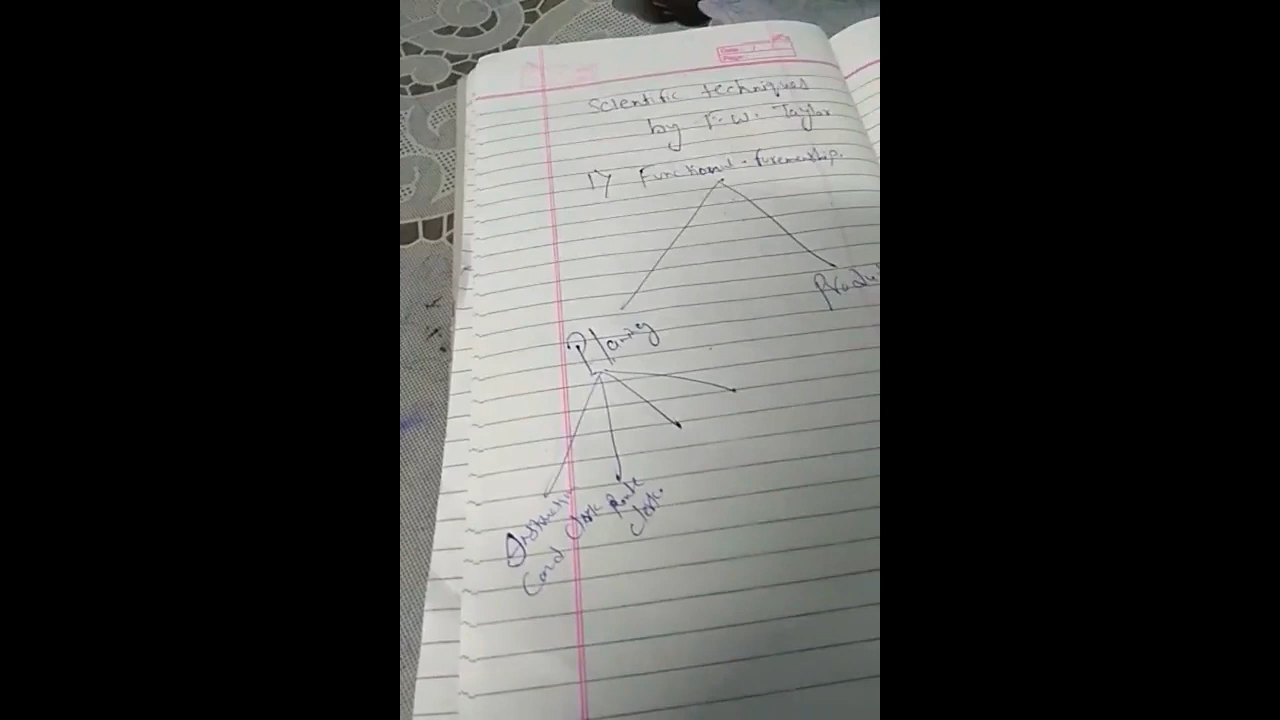 Scientific techniques
by F.W. Taylor
1) Functional foremanship.
Planning
Instruction
Card Clerk
Route
Clerk.